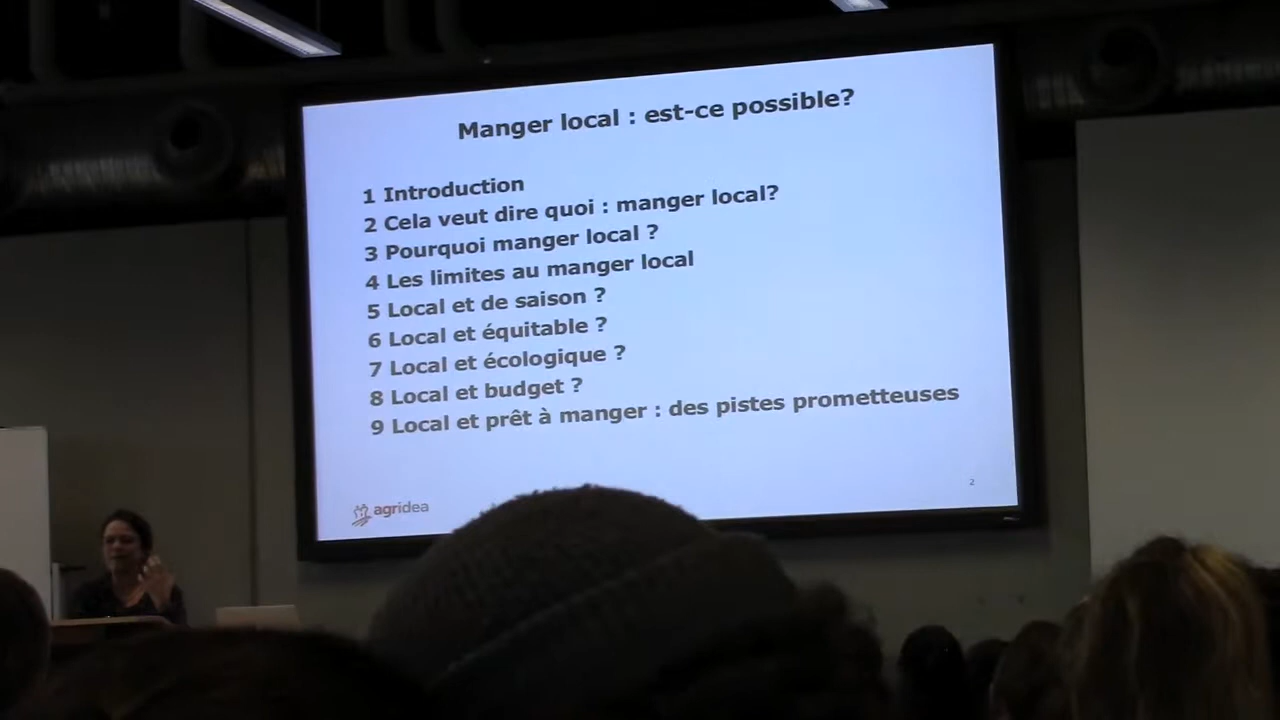 Manger local : est-ce possible?
1 Introduction
2 Cela veut dire quoi : manger local?
3 Pourquoi manger local ?
4 Les limites au manger local
5 Local et de saison ?
6 Local et équitable ?
7 Local et écologique ?
8 Local et budget ?
9 Local et prêt à manger : des pistes prometteuses
agridea
2